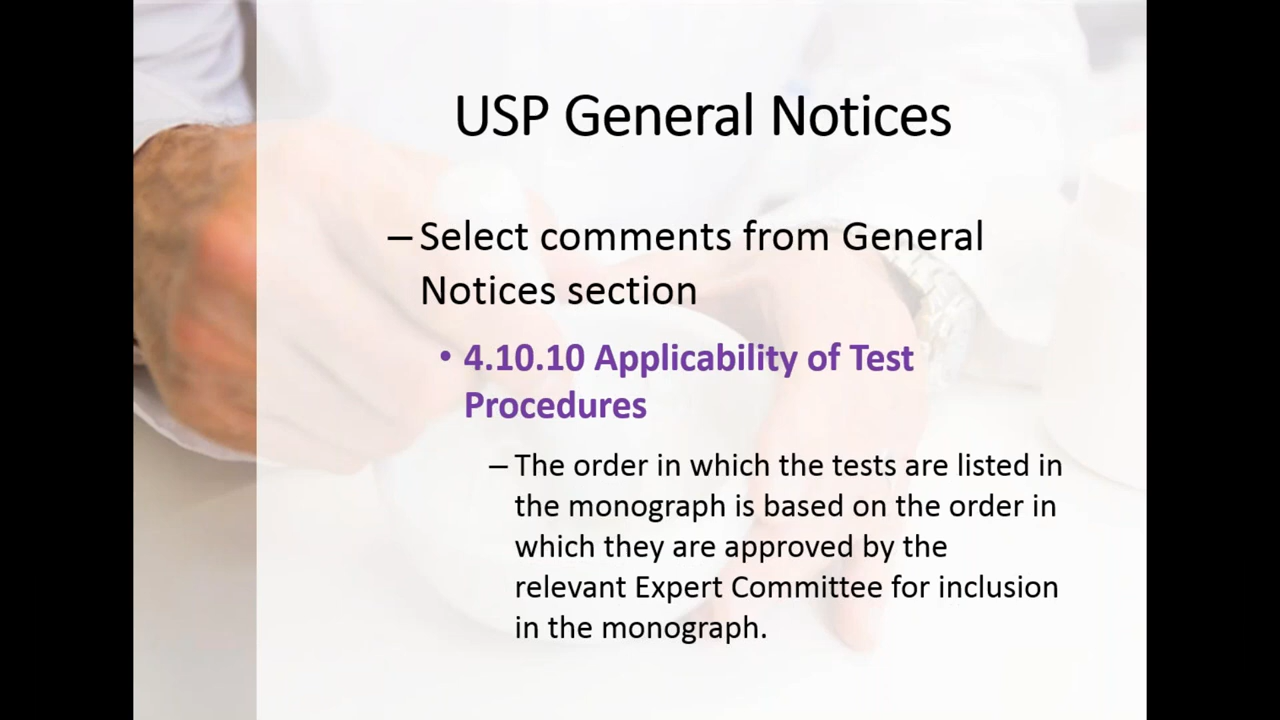 USP General Notices
– Select comments from General
Notices section
• 4.10.10 Applicability of Test
Procedures
– The order in which the tests are listed in
the monograph is based on the order in
which they are approved by the
relevant Expert Committee for inclusion
in the monograph.